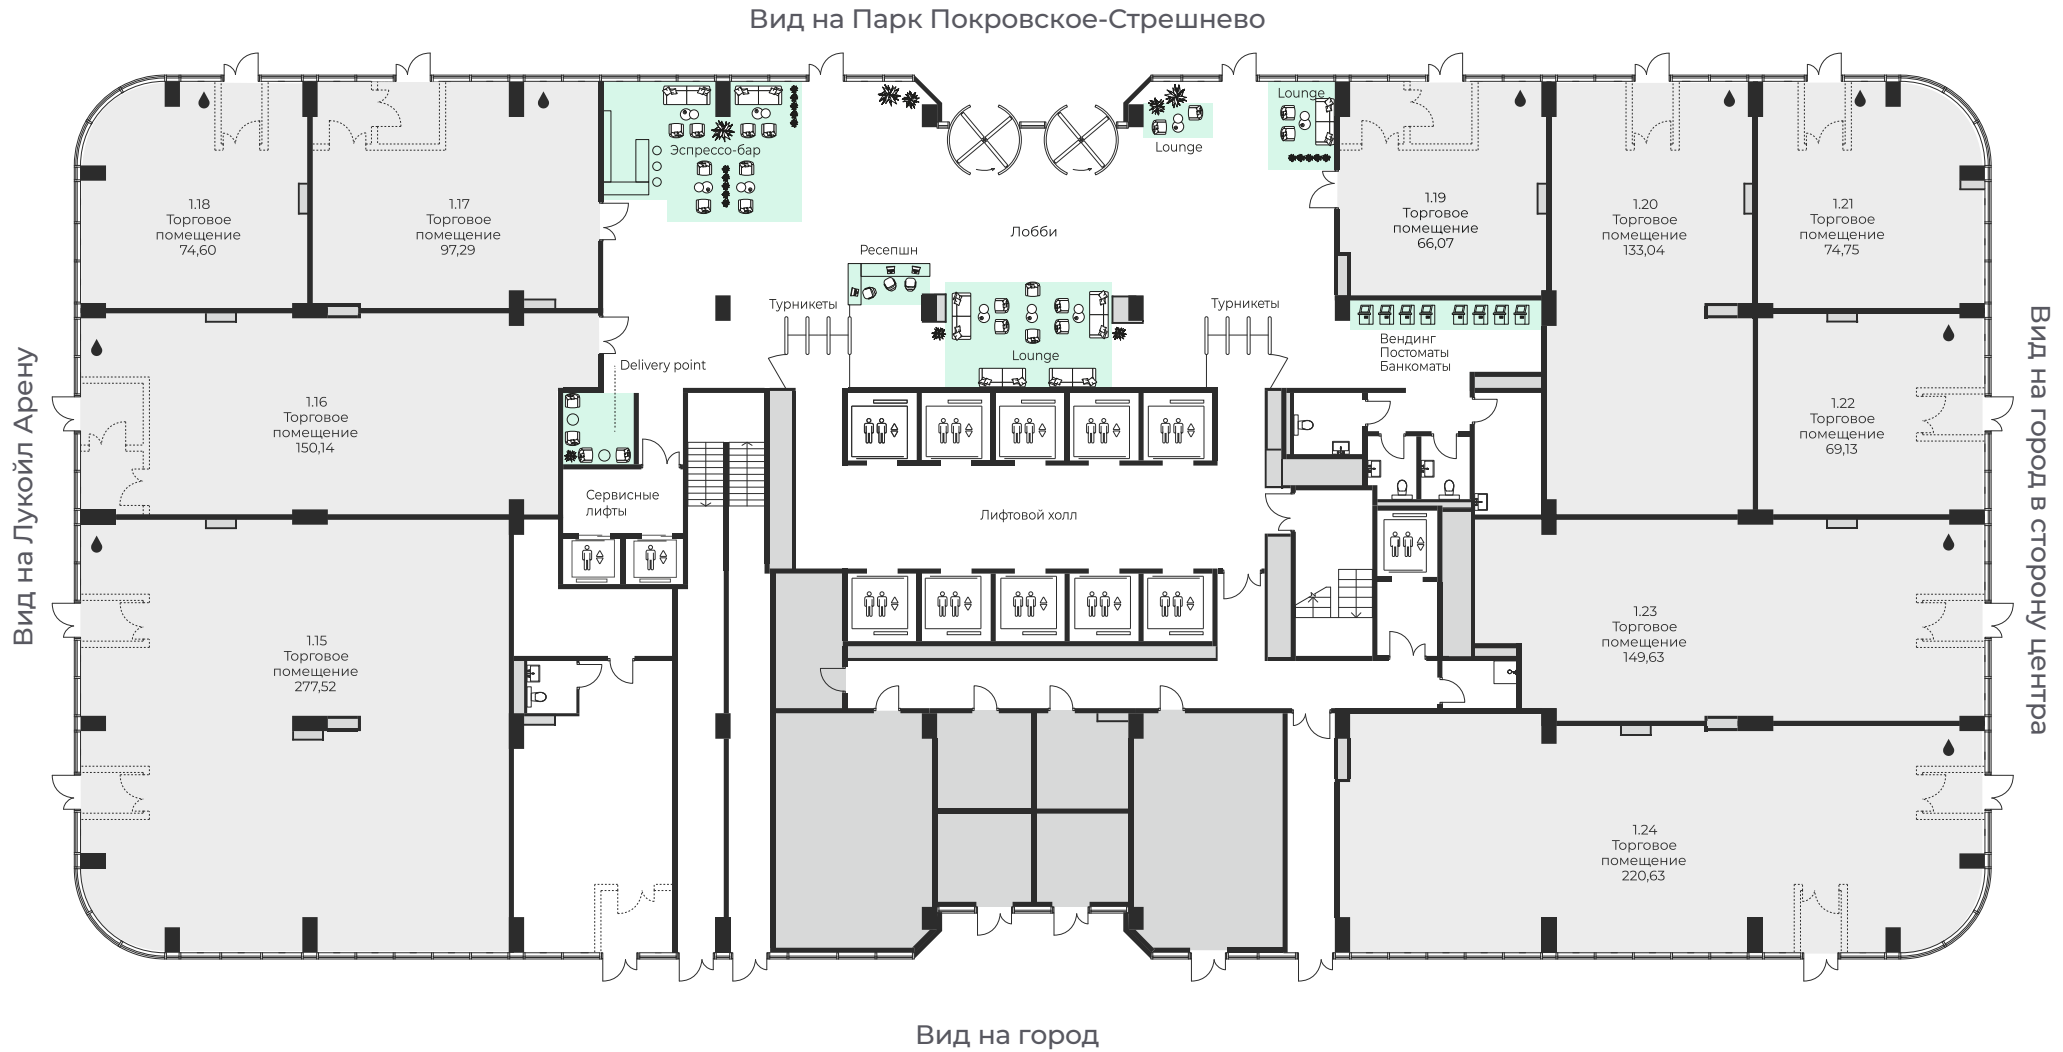 Вид на Парк Покровское-Стрешнево
Lounge
Эспрессо-бар
Lounge
1.18
Торговое
помещение
74,60
1.17
Торговое
помещение
97,29
1.19
Торговое
помещение
66,07
1.20
Торговое
помещение
133,04
1.21
Торговое
помещение
74,75
Лобби
Ресепшн
Турникеты
Турникеты
Lounge
Delivery point
Вендинг
Постоматы
Банкоматы
Вид на Лукойл Арену
Вид на город в сторону центра
1.16
Торговое
помещение
150,14
1.22
Торговое
помещение
69,13
Сервисные
лифты
Лифтовой холл
1.15
Торговое
помещение
277,52
1.23
Торговое
помещение
149,63
1.24
Торговое
помещение
220,63
Вид на город